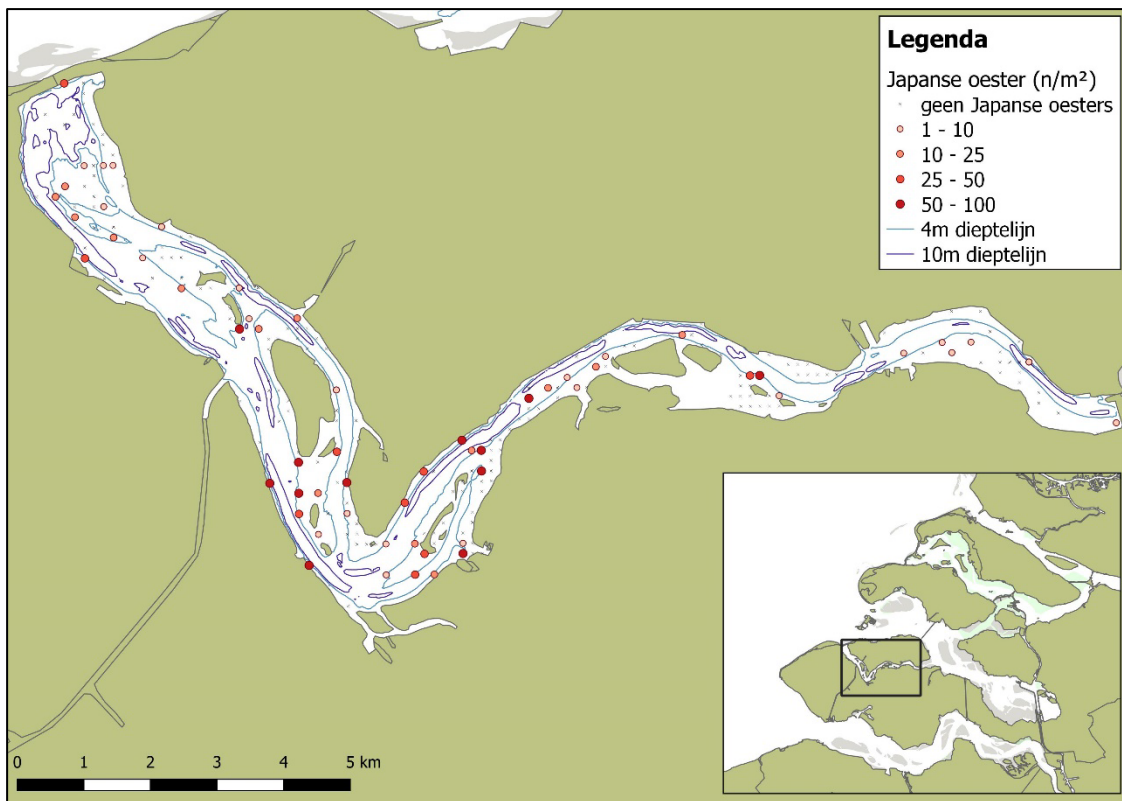 Legenda
Japanse oester (n/m²)
geen Japanse oesters
1 - 10
10 - 25
25 - 50
50 - 100
4m dieptelijn
10m dieptelijn
0 1 2 3 4 5 km